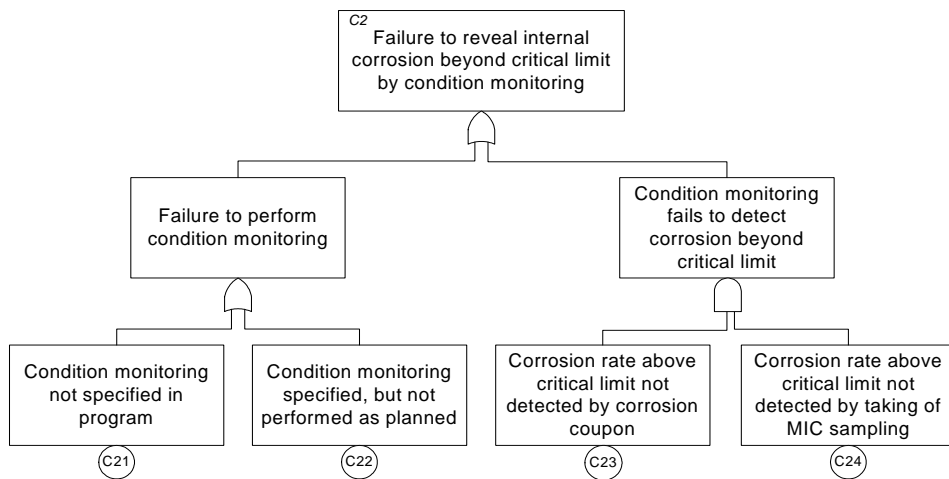 C2
Failure to reveal internal
corrosion beyond critical limit
by condition monitoring
Failure to perform
condition monitoring
Condition monitoring
fails to detect
corrosion beyond
critical limit
Condition monitoring
not specified in
program
Condition monitoring
specified, but not
performed as planned
Corrosion rate above
critical limit not
detected by corrosion
coupon
Corrosion rate above
critical limit not
detected by taking of
MIC sampling
C21
C22
C23
C24